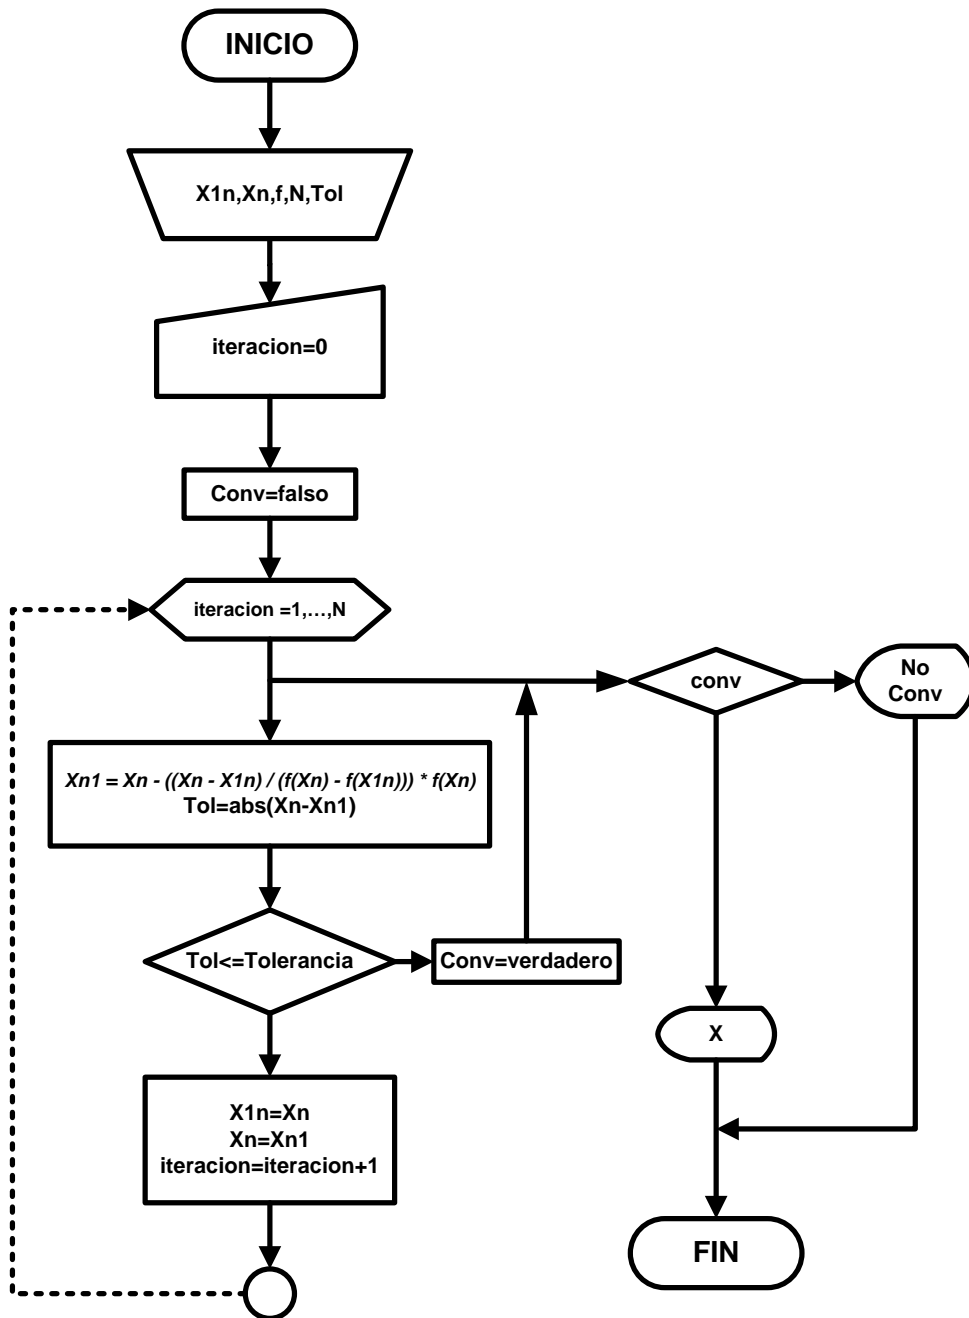 INICIO
X1n,Xn,f,N,Tol
iteracion=0
Conv=falso
iteracion =1,...,N
conv
No
Conv
Xn1 = Xn - ((Xn - X1n) / (f(Xn) - f(X1n))) * f(Xn)
Tol=abs(Xn-Xn1)
Tol<=Tolerancia
Conv=verdadero
X
X1n=Xn
Xn=Xn1
iteracion=iteracion+1
FIN